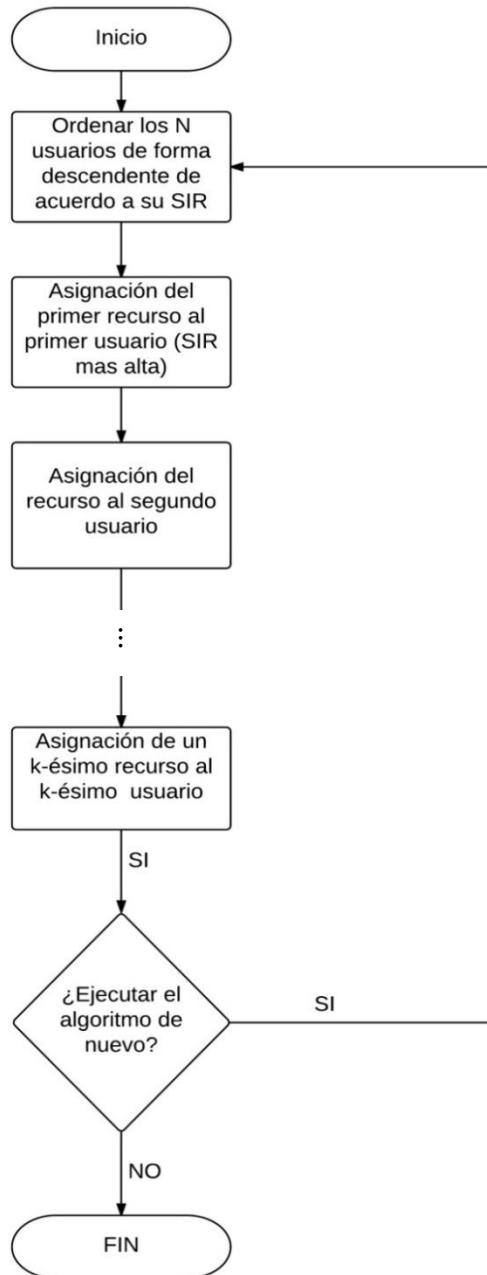 Inicio
Ordenar los N
usuarios de forma
descendente de
acuerdo a su SIR
Asignación del
primer recurso al
primer usuario (SIR
mas alta)
Asignación del
recurso al segundo
usuario
⋮
Asignación de un
k-ésimo recurso al
k-ésimo usuario
SI
¿Ejecutar el
algoritmo de
nuevo?
SI
NO
FIN